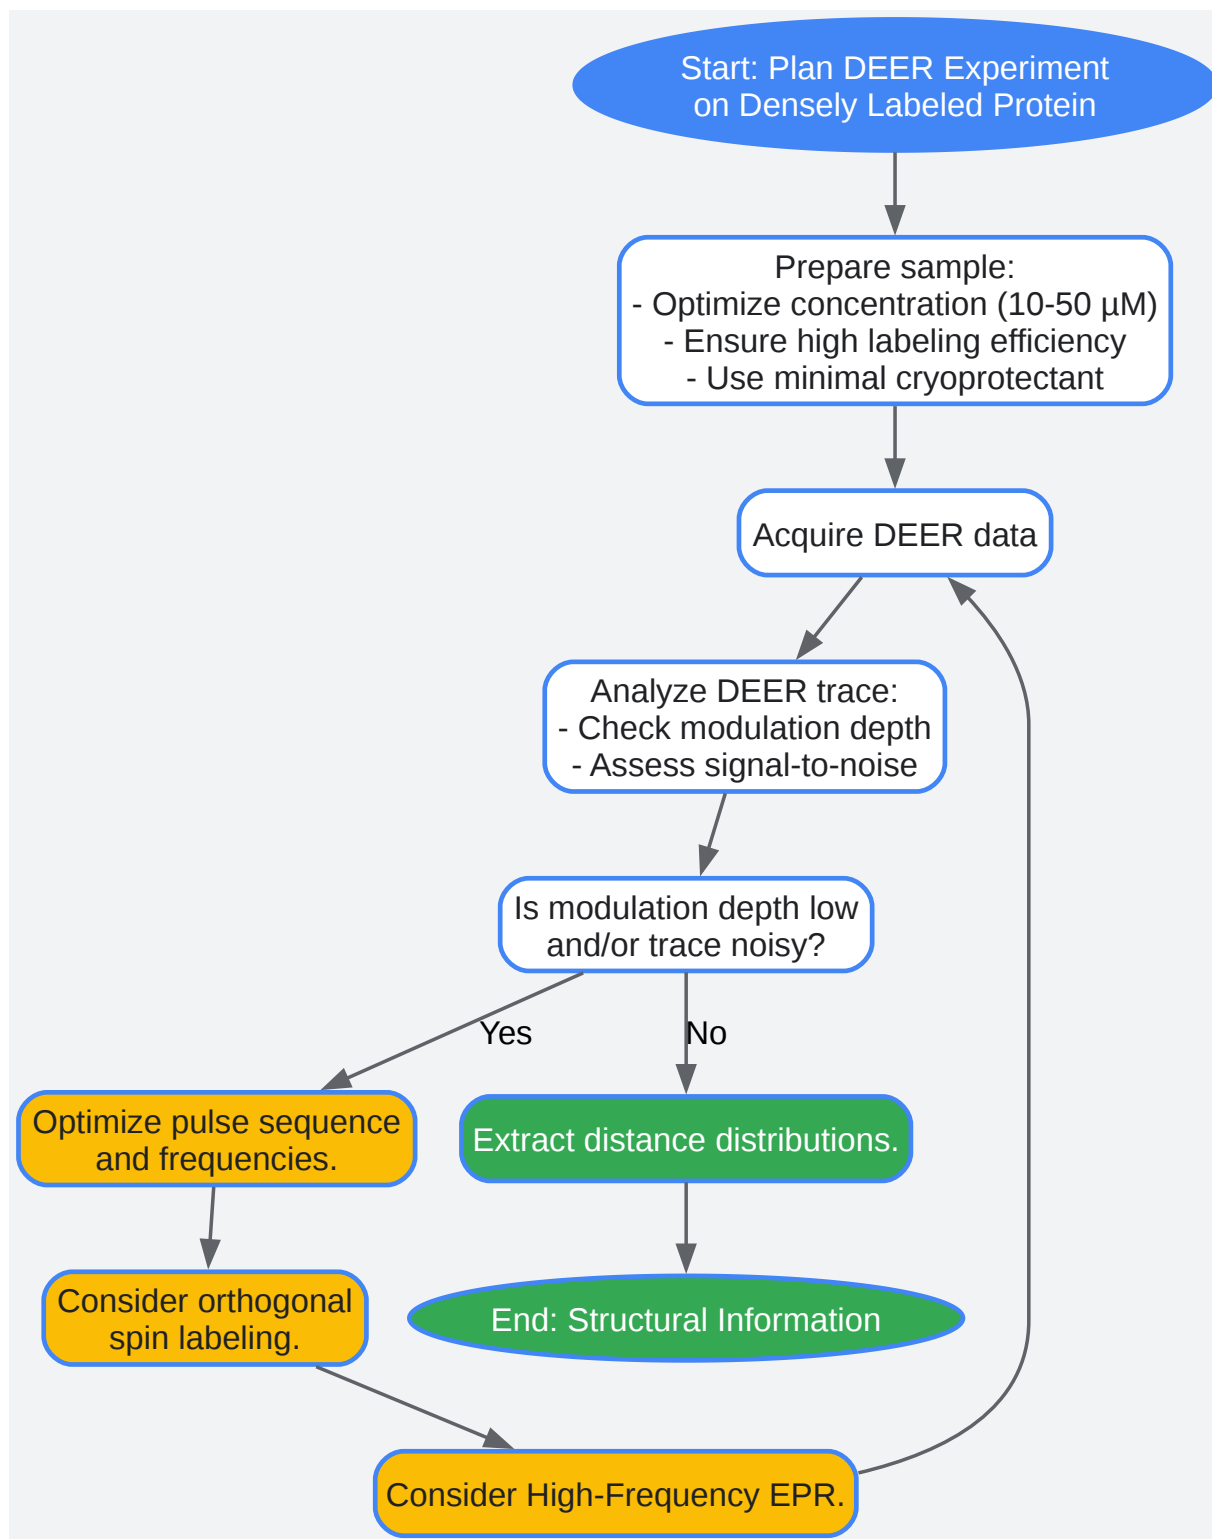 Start: Plan DEER Experiment
on Densely Labeled Protein
Prepare sample:
- Optimize concentration (10-50 µM)
- Ensure high labeling efficiency
- Use minimal cryoprotectant
Acquire DEER data
Analyze DEER trace:
- Check modulation depth
- Assess signal-to-noise
Is modulation depth low
and/or trace noisy?
Yes
No
Optimize pulse sequence
and frequencies.
Extract distance distributions.
Consider orthogonal
spin labeling.
End: Structural Information
Consider High-Frequency EPR.